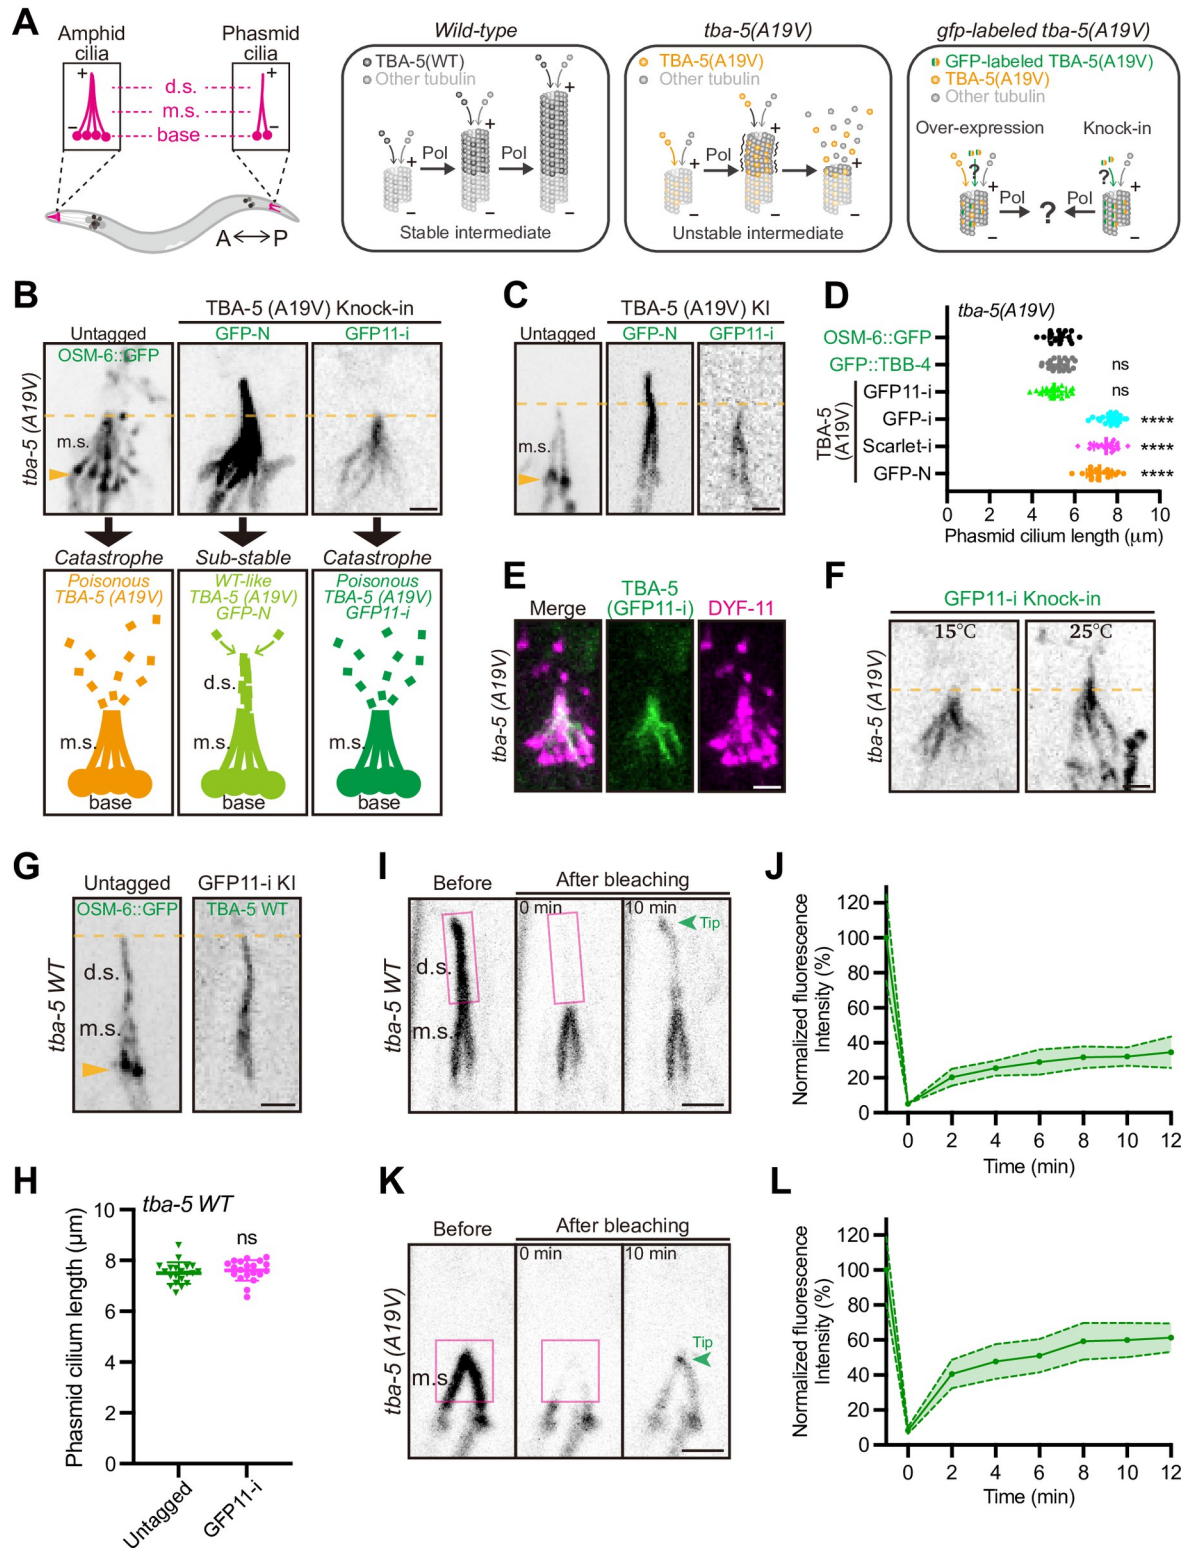 A
Amphid
cilia
Phasmid
cilia
+
+
d.s.
m.s.
–
–
base
A ⟷ P
Wild-type
TBA-5(WT)
Other tubulin
Pol
Pol
+
+
+
–
–
–
Stable intermediate
tba-5(A19V)
TBA-5(A19V)
Other tubulin
Pol
+
+
+
–
–
–
Unstable intermediate
gfp-labeled tba-5(A19V)
GFP-labeled TBA-5(A19V)
TBA-5(A19V)
Other tubulin
Over-expression
Knock-in
?
?
+
+
Pol
?
Pol
–
–
B
TBA-5 (A19V) Knock-in
Untagged
GFP-N
GFP11-i
OSM-6::GFP
tba-5 (A19V)
m.s.
Catastrophe
Sub-stable
Catastrophe
Poisonous
TBA-5 (A19V)
WT-like
TBA-5 (A19V)
GFP-N
Poisonous
TBA-5 (A19V)
GFP11-i
d.s.
m.s.
m.s.
m.s.
base
base
base
C
TBA-5 (A19V) KI
Untagged
GFP-N
GFP11-i
m.s.
D
tba-5(A19V)
OSM-6::GFP
GFP::TBB-4
ns
GFP11-i
ns
GFP-i
****
Scarlet-i
****
GFP-N
****
TBA-5
(A19V)
0 2 4 6 8 10
Phasmid cilium length (μm)
E
Merge
TBA-5
(GFP11-i)
DYF-11
tba-5 (A19V)
F
GFP11-i Knock-in
15°C
25°C
tba-5 (A19V)
G
Untagged
GFP11-i KI
OSM-6::GFP
TBA-5 WT
tba-5 WT
d.s.
m.s.
H
tba-5 WT
ns
Phasmid cilium length (μm)
10
8
6
4
2
0
Untagged
GFP11-i
I
Before
After bleaching
0 min
10 min
Tip
tba-5 WT
d.s.
m.s.
J
Normalized fluorescence
Intensity (%)
120
100
80
60
40
20
0
0 2 4 6 8 10 12
Time (min)
K
Before
After bleaching
0 min
10 min
Tip
tba-5 (A19V)
m.s.
L
Normalized fluorescence
Intensity (%)
120
100
80
60
40
20
0
0 2 4 6 8 10 12
Time (min)